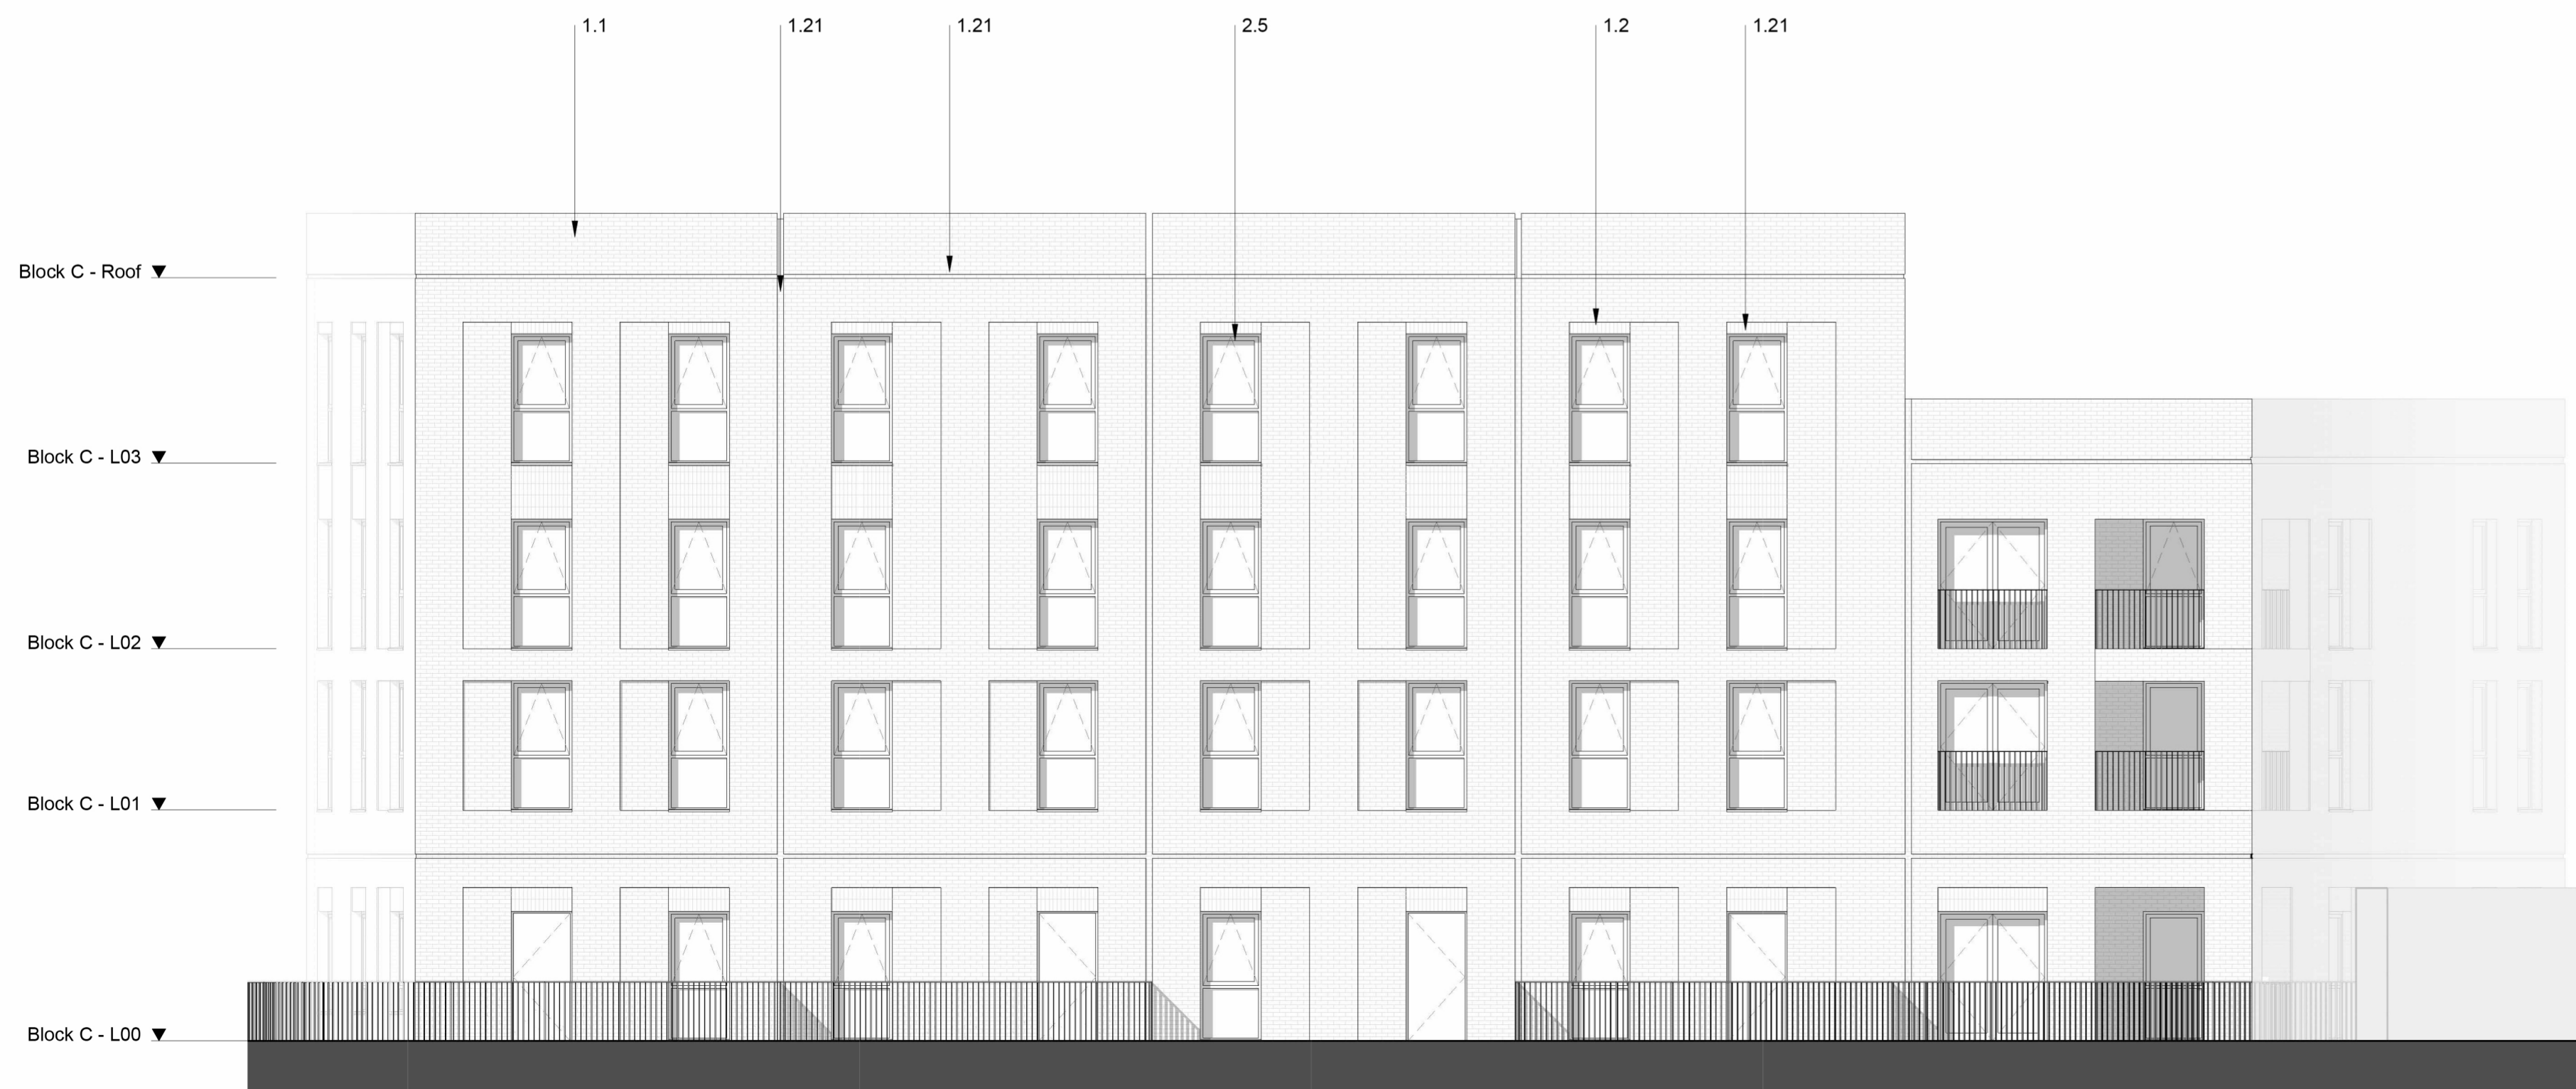 1.1
1.21
1.21
2.5
1.2
1.21
Block C - Roof
Block C - L03
Block C - L02
Block C - L01
Block C - L00